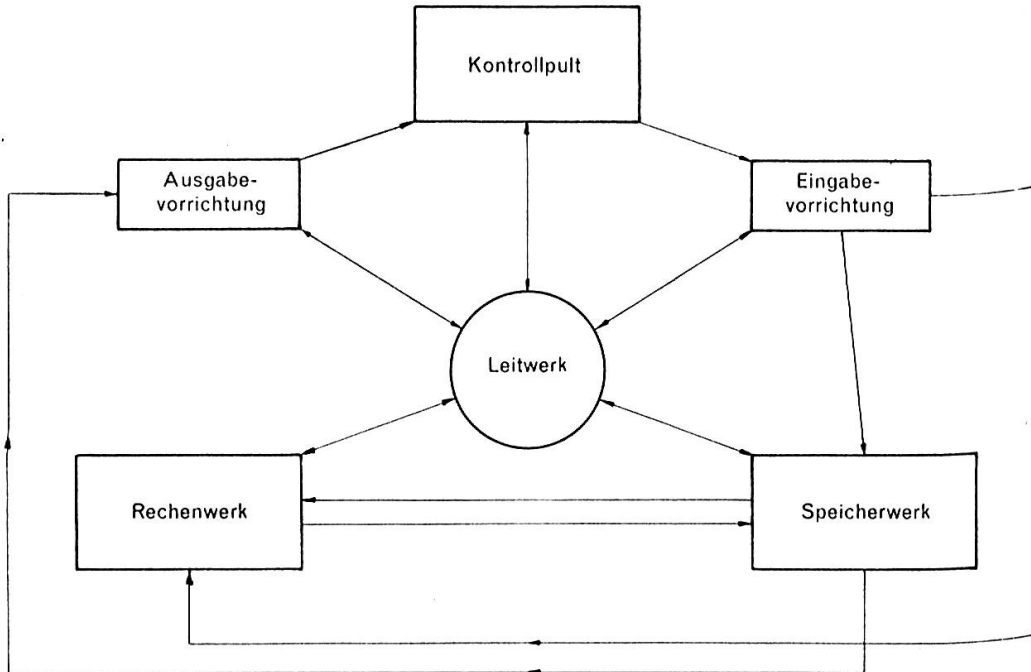 Kontrollpult
Ausgabe-
vorrichtung
Eingabe-
vorrichtung
Leitwerk
Rechenwerk
Speicherwerk